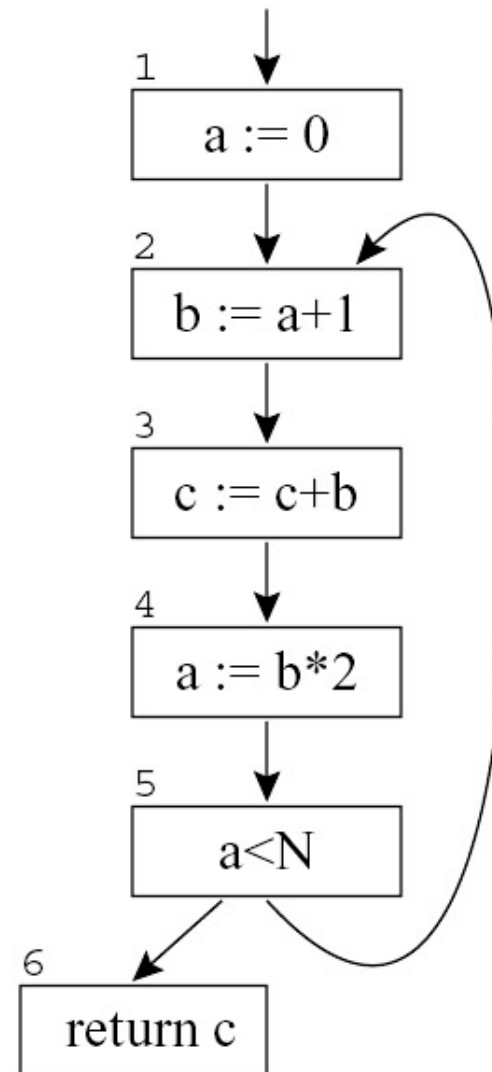 1
a := 0
2
b := a+1
3
c := c+b
4
a := b*2
5
a<N
6
return c